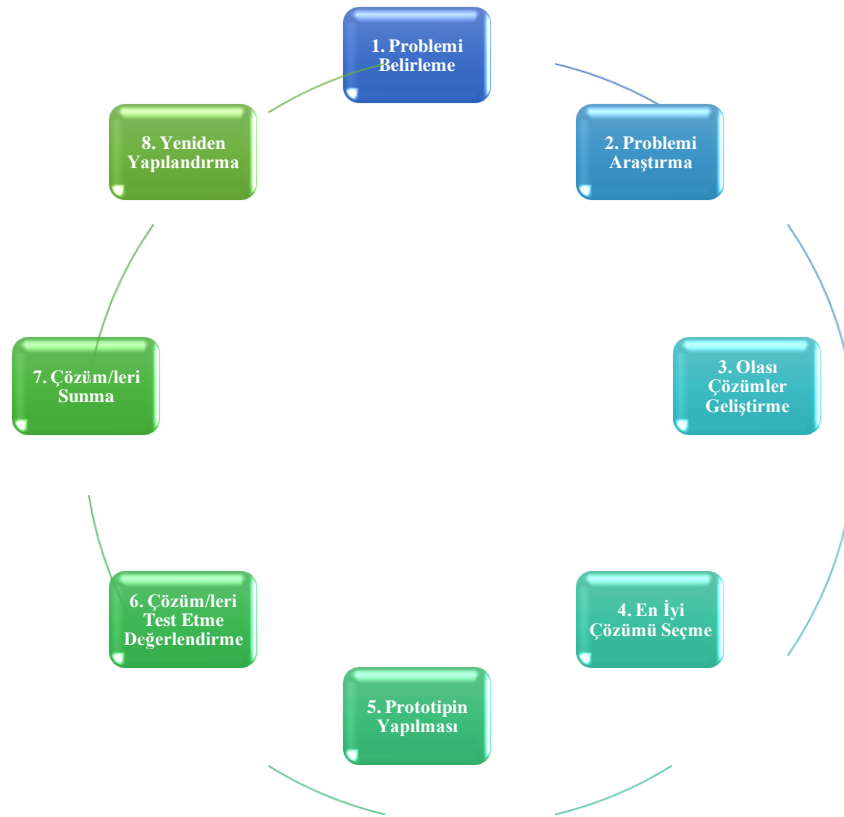 1. Problemi
Belirleme
2. Problemi
Araştırma
3. Olası
Çözümler
Geliştirme
4. En İyi
Çözümü Seçme
5. Prototipin
Yapılması
6. Çözüm/leri
Test Etme
Değerlendirme
7. Çözüm/leri
Sunma
8. Yeniden
Yapılandırma